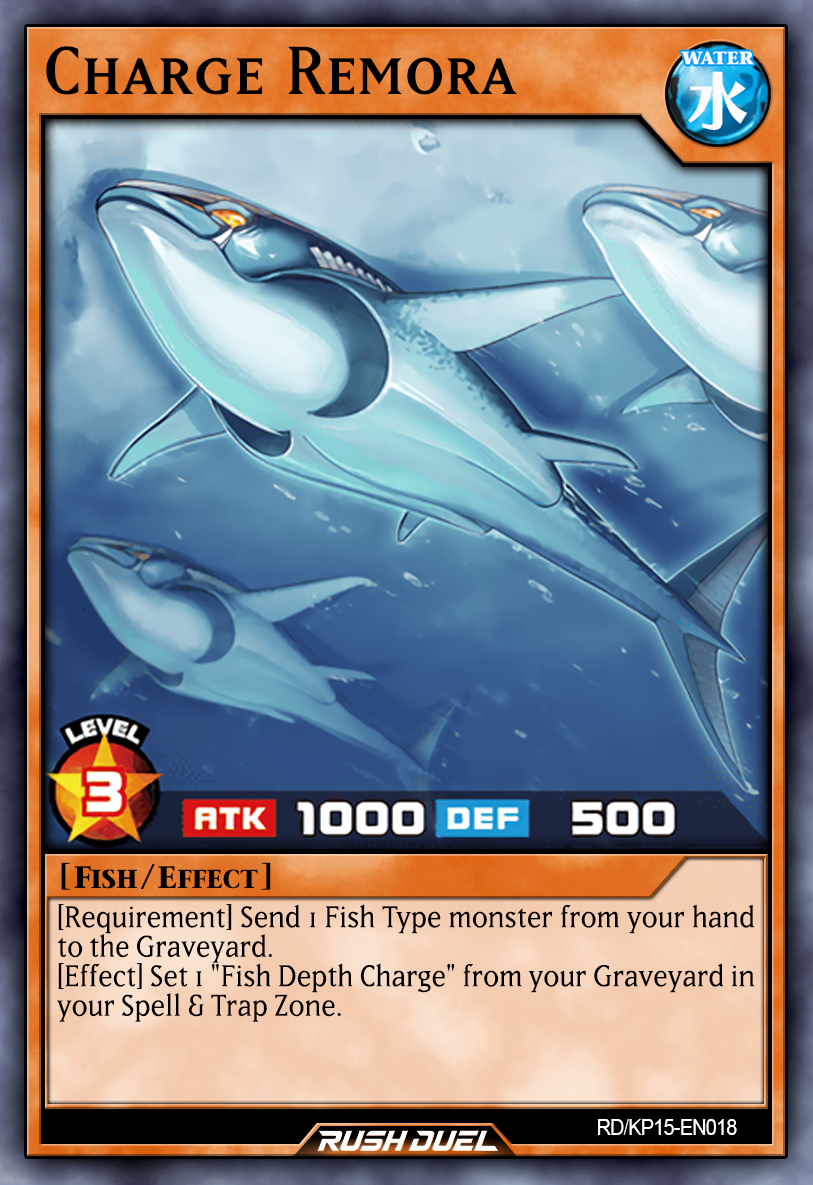 Charge Remora
WATER
水
LEVEL
3
ATK 1000 DEF 500
[Fish/Effect]
[Requirement] Send 1 Fish Type monster from your hand
to the Graveyard.
[Effect] Set 1 "Fish Depth Charge" from your Graveyard in
your Spell & Trap Zone.
RD/KP15-EN018
RUSH DUEL